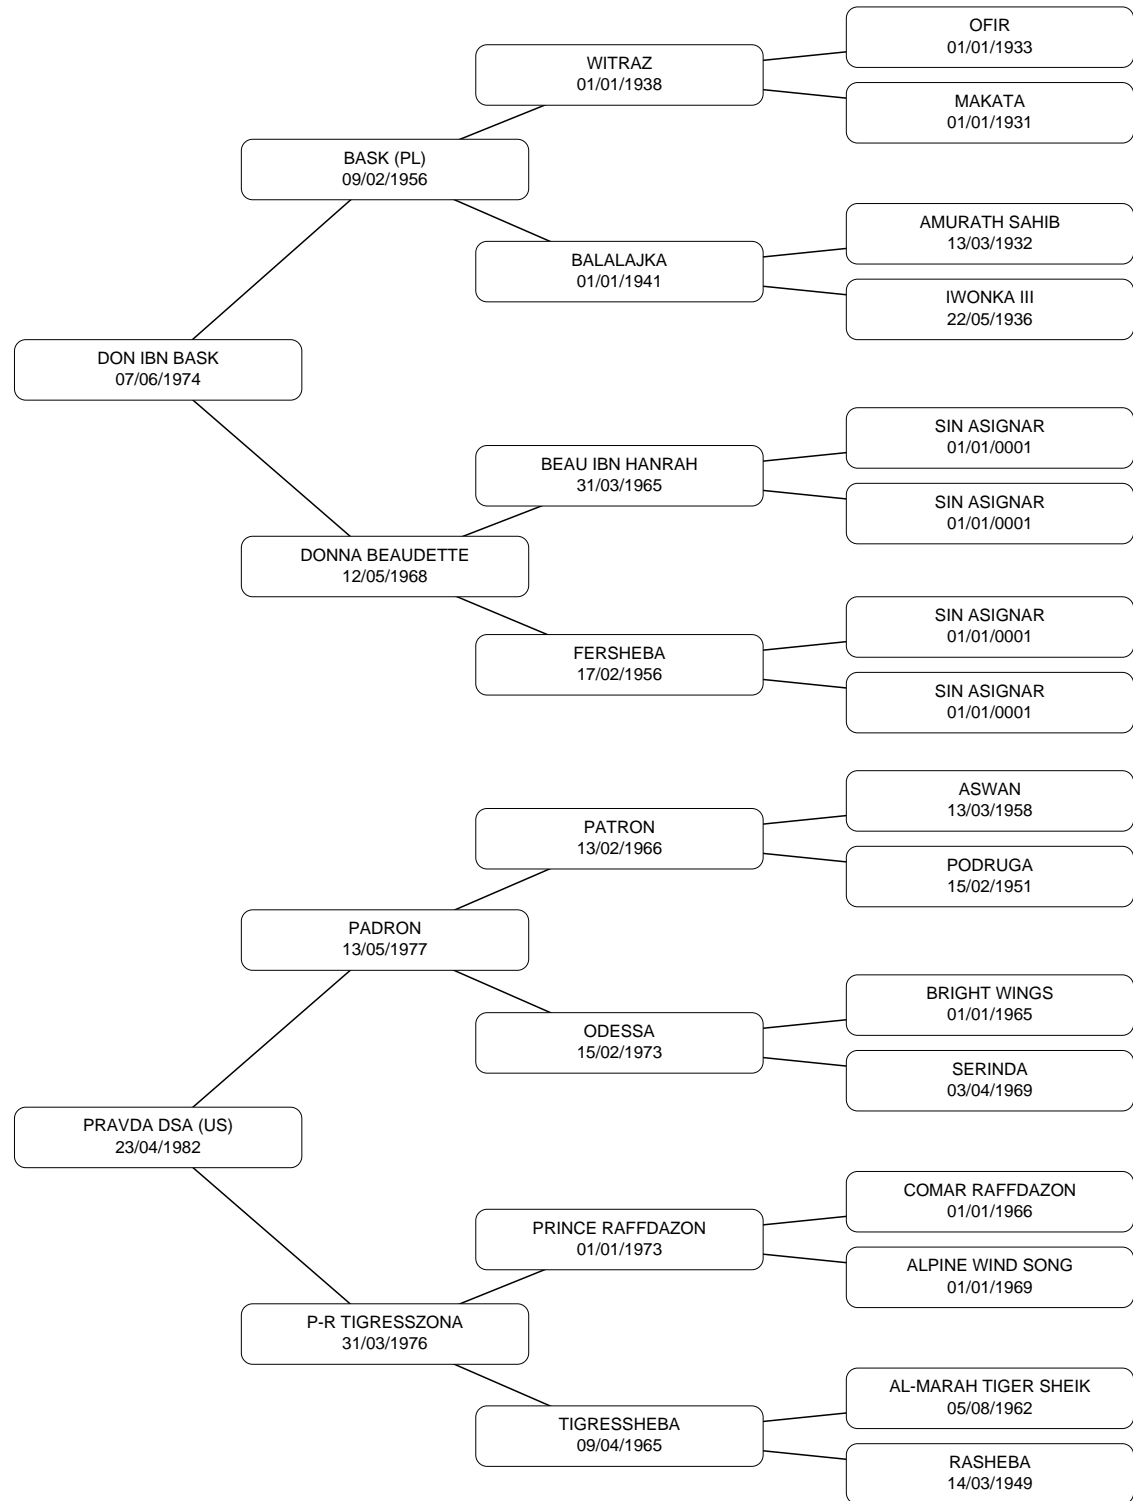 OFIR
01/01/1933
WITRAZ
01/01/1938
MAKATA
01/01/1931
BASK (PL)
09/02/1956
AMURATH SAHIB
13/03/1932
BALALAJKA
01/01/1941
IWONKA III
22/05/1936
DON IBN BASK
07/06/1974
SIN ASIGNAR
01/01/0001
BEAU IBN HANRAH
31/03/1965
SIN ASIGNAR
01/01/0001
DONNA BEAUDETTE
12/05/1968
SIN ASIGNAR
01/01/0001
FERSHEBA
17/02/1956
SIN ASIGNAR
01/01/0001
ASWAN
13/03/1958
PATRON
13/02/1966
PODRUGA
15/02/1951
PADRON
13/05/1977
BRIGHT WINGS
01/01/1965
ODESSA
15/02/1973
SERINDA
03/04/1969
PRAVDA DSA (US)
23/04/1982
COMAR RAFFDAZON
01/01/1966
PRINCE RAFFDAZON
01/01/1973
ALPINE WIND SONG
01/01/1969
P-R TIGRESSZONA
31/03/1976
AL-MARAH TIGER SHEIK
05/08/1962
TIGRESSHEBA
09/04/1965
RASHEBA
14/03/1949